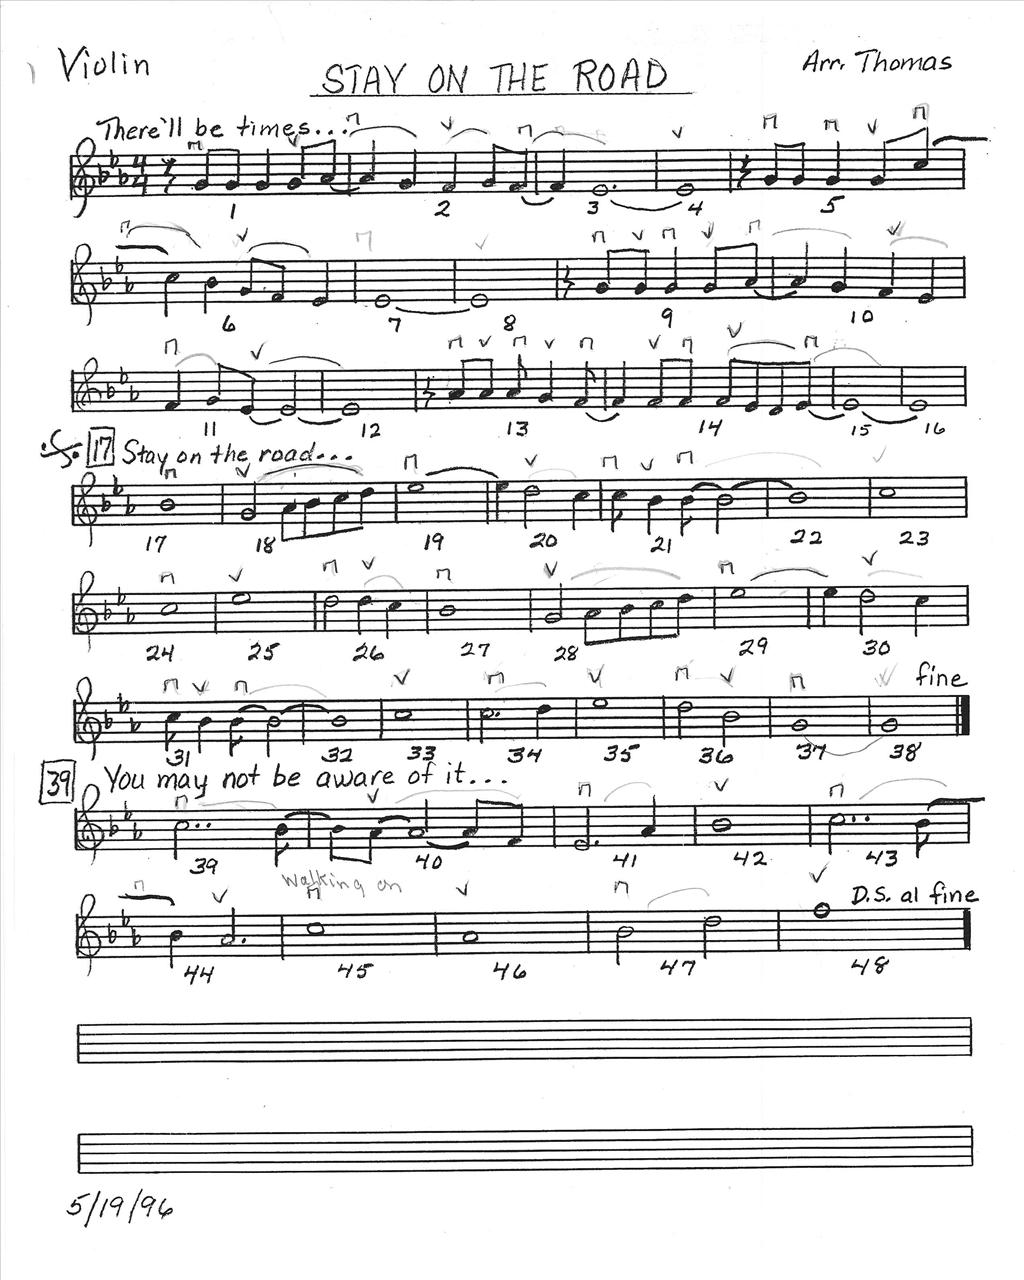 Violin
STAY ON THE ROAD
Arr. Thomas
There'll be times...
4 4
1 2 3 4 5
6 7 8 9 10
11 12 13 14 15 16
17 Stay on the road...
17 18 19 20 21 22 23
24 25 26 27 28 29 30
fine
31 32 33 34 35 36 37 38
39 You may not be aware of it...
39 40 41 42 43
Walking on
D.S. al fine
44 45 46 47 48
5/19/96